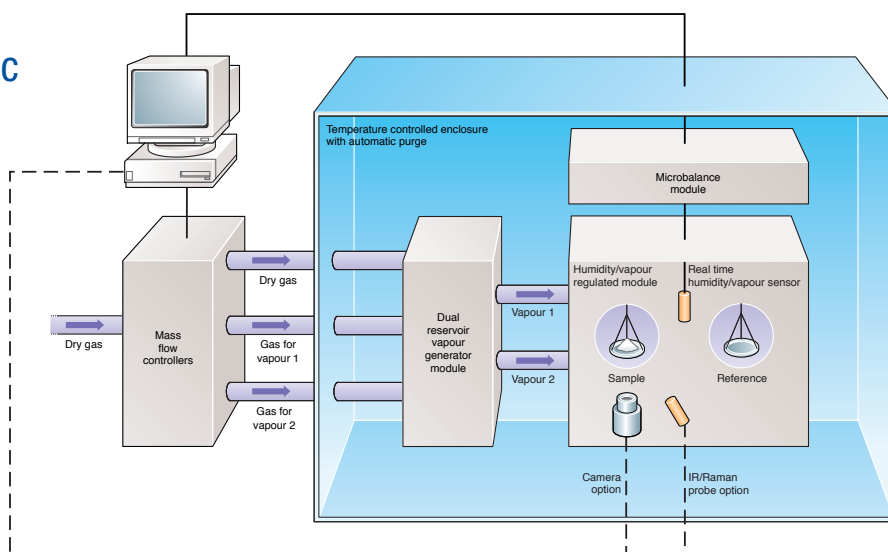 C
Temperature controlled enclosure
with automatic purge
Microbalance
module
Dry gas
Mass
flow
controllers
Dry gas
Gas for
vapour 1
Gas for
vapour 2
Dual
reservoir
vapour
generator
module
Vapour 1
Vapour 2
Humidity/vapour
regulated module
Real time
humidity/vapour sensor
Sample
Reference
Camera
option
IR/Raman
probe option